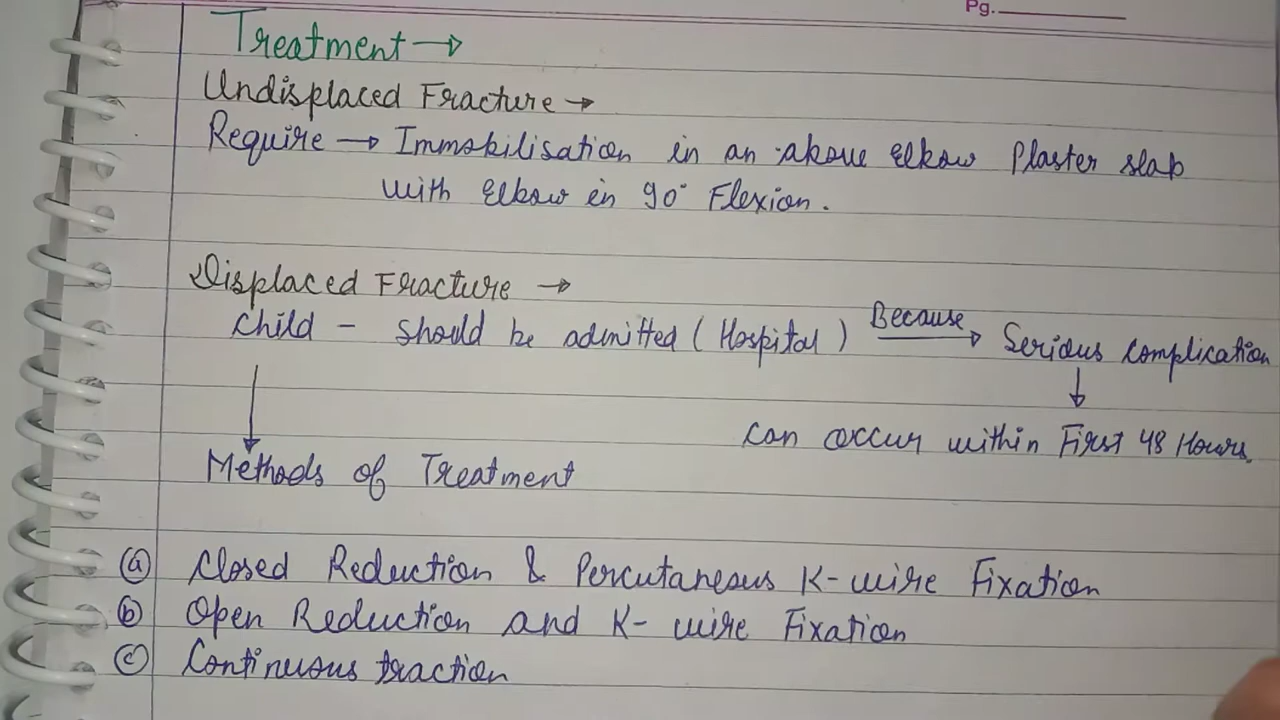 Pg.
Treatment →
Undisplaced Fracture →
Require → Immobilisation in an above elbow Plaster slab
with elbow in 90° Flexion.
Displaced Fracture →
Child - should be admitted (Hospital) Because → Serious complication
↓
can occur within First 48 Hours.
↓
Methods of Treatment
(a) Closed Reduction & Percutaneous K-wire Fixation
(b) Open Reduction and K-wire Fixation
(c) Continuous traction